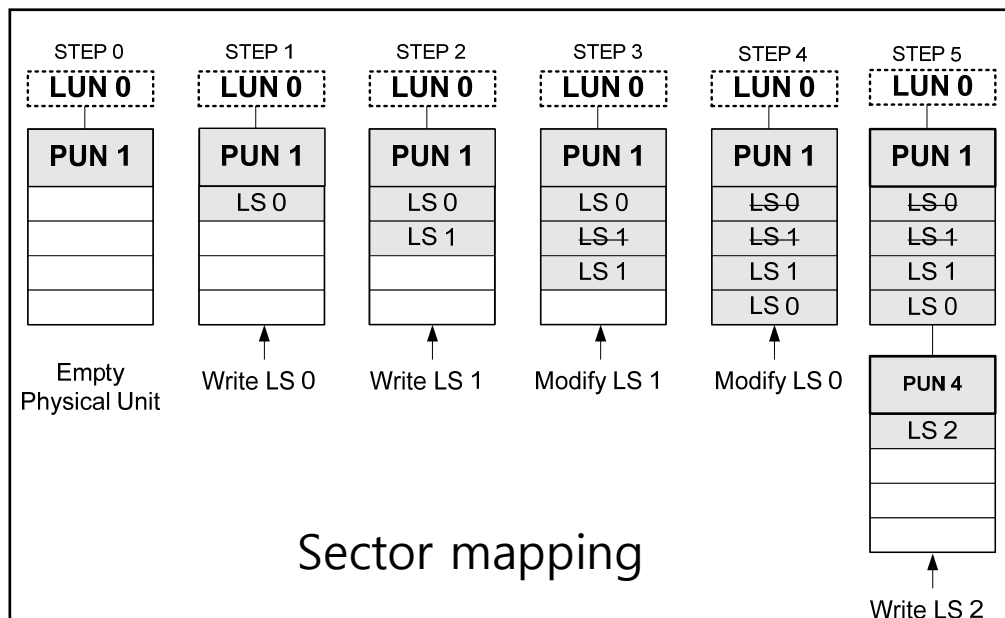 STEP 0
LUN 0
PUN 1
Empty
Physical Unit
STEP 1
LUN 0
PUN 1
LS 0
Write LS 0
STEP 2
LUN 0
PUN 1
LS 0
LS 1
Write LS 1
STEP 3
LUN 0
PUN 1
LS 0
LS 1
LS 1
Modify LS 1
STEP 4
LUN 0
PUN 1
LS 0
LS 1
LS 1
LS 0
Modify LS 0
STEP 5
LUN 0
PUN 1
LS 0
LS 1
LS 1
LS 0
PUN 4
LS 2
Write LS 2
Sector mapping